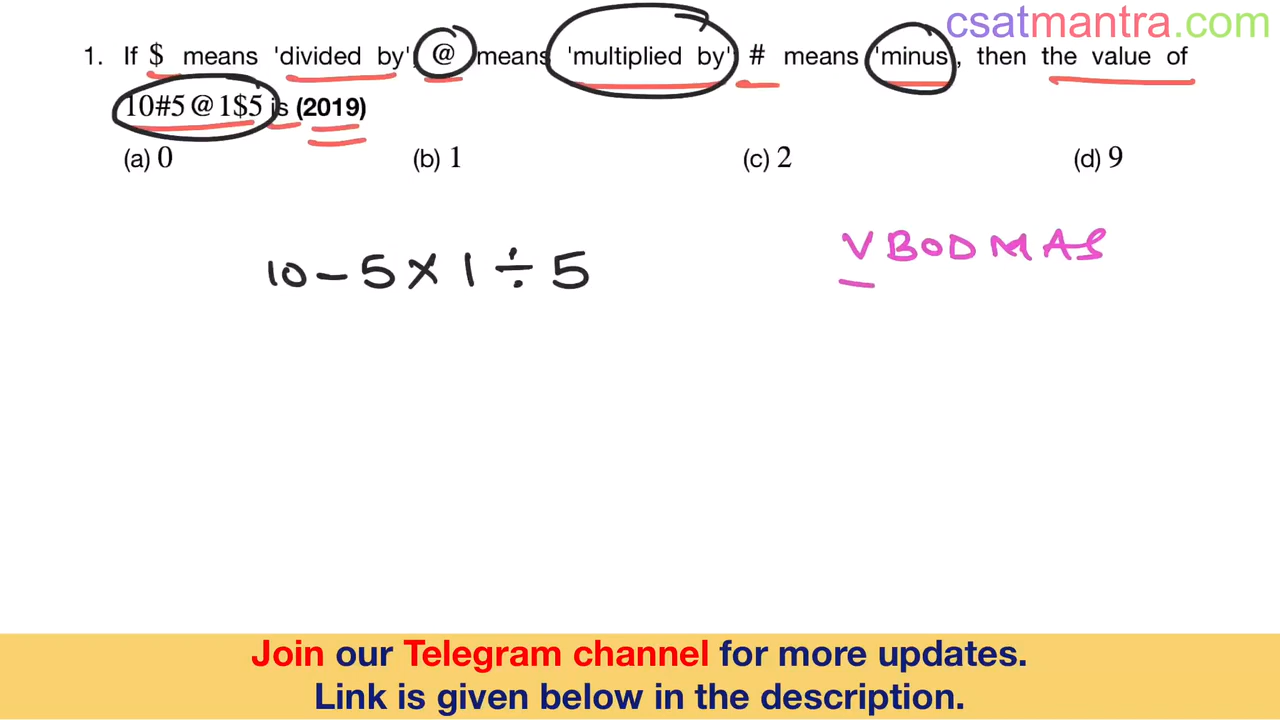 csatmantra.com
1. If $ means 'divided by' @ means 'multiplied by' # means 'minus', then the value of
10#5@1$5 is (2019)
(a) 0 (b) 1 (c) 2 (d) 9
10 - 5 × 1 ÷ 5 VBODMAS
Join our Telegram channel for more updates.
Link is given below in the description.